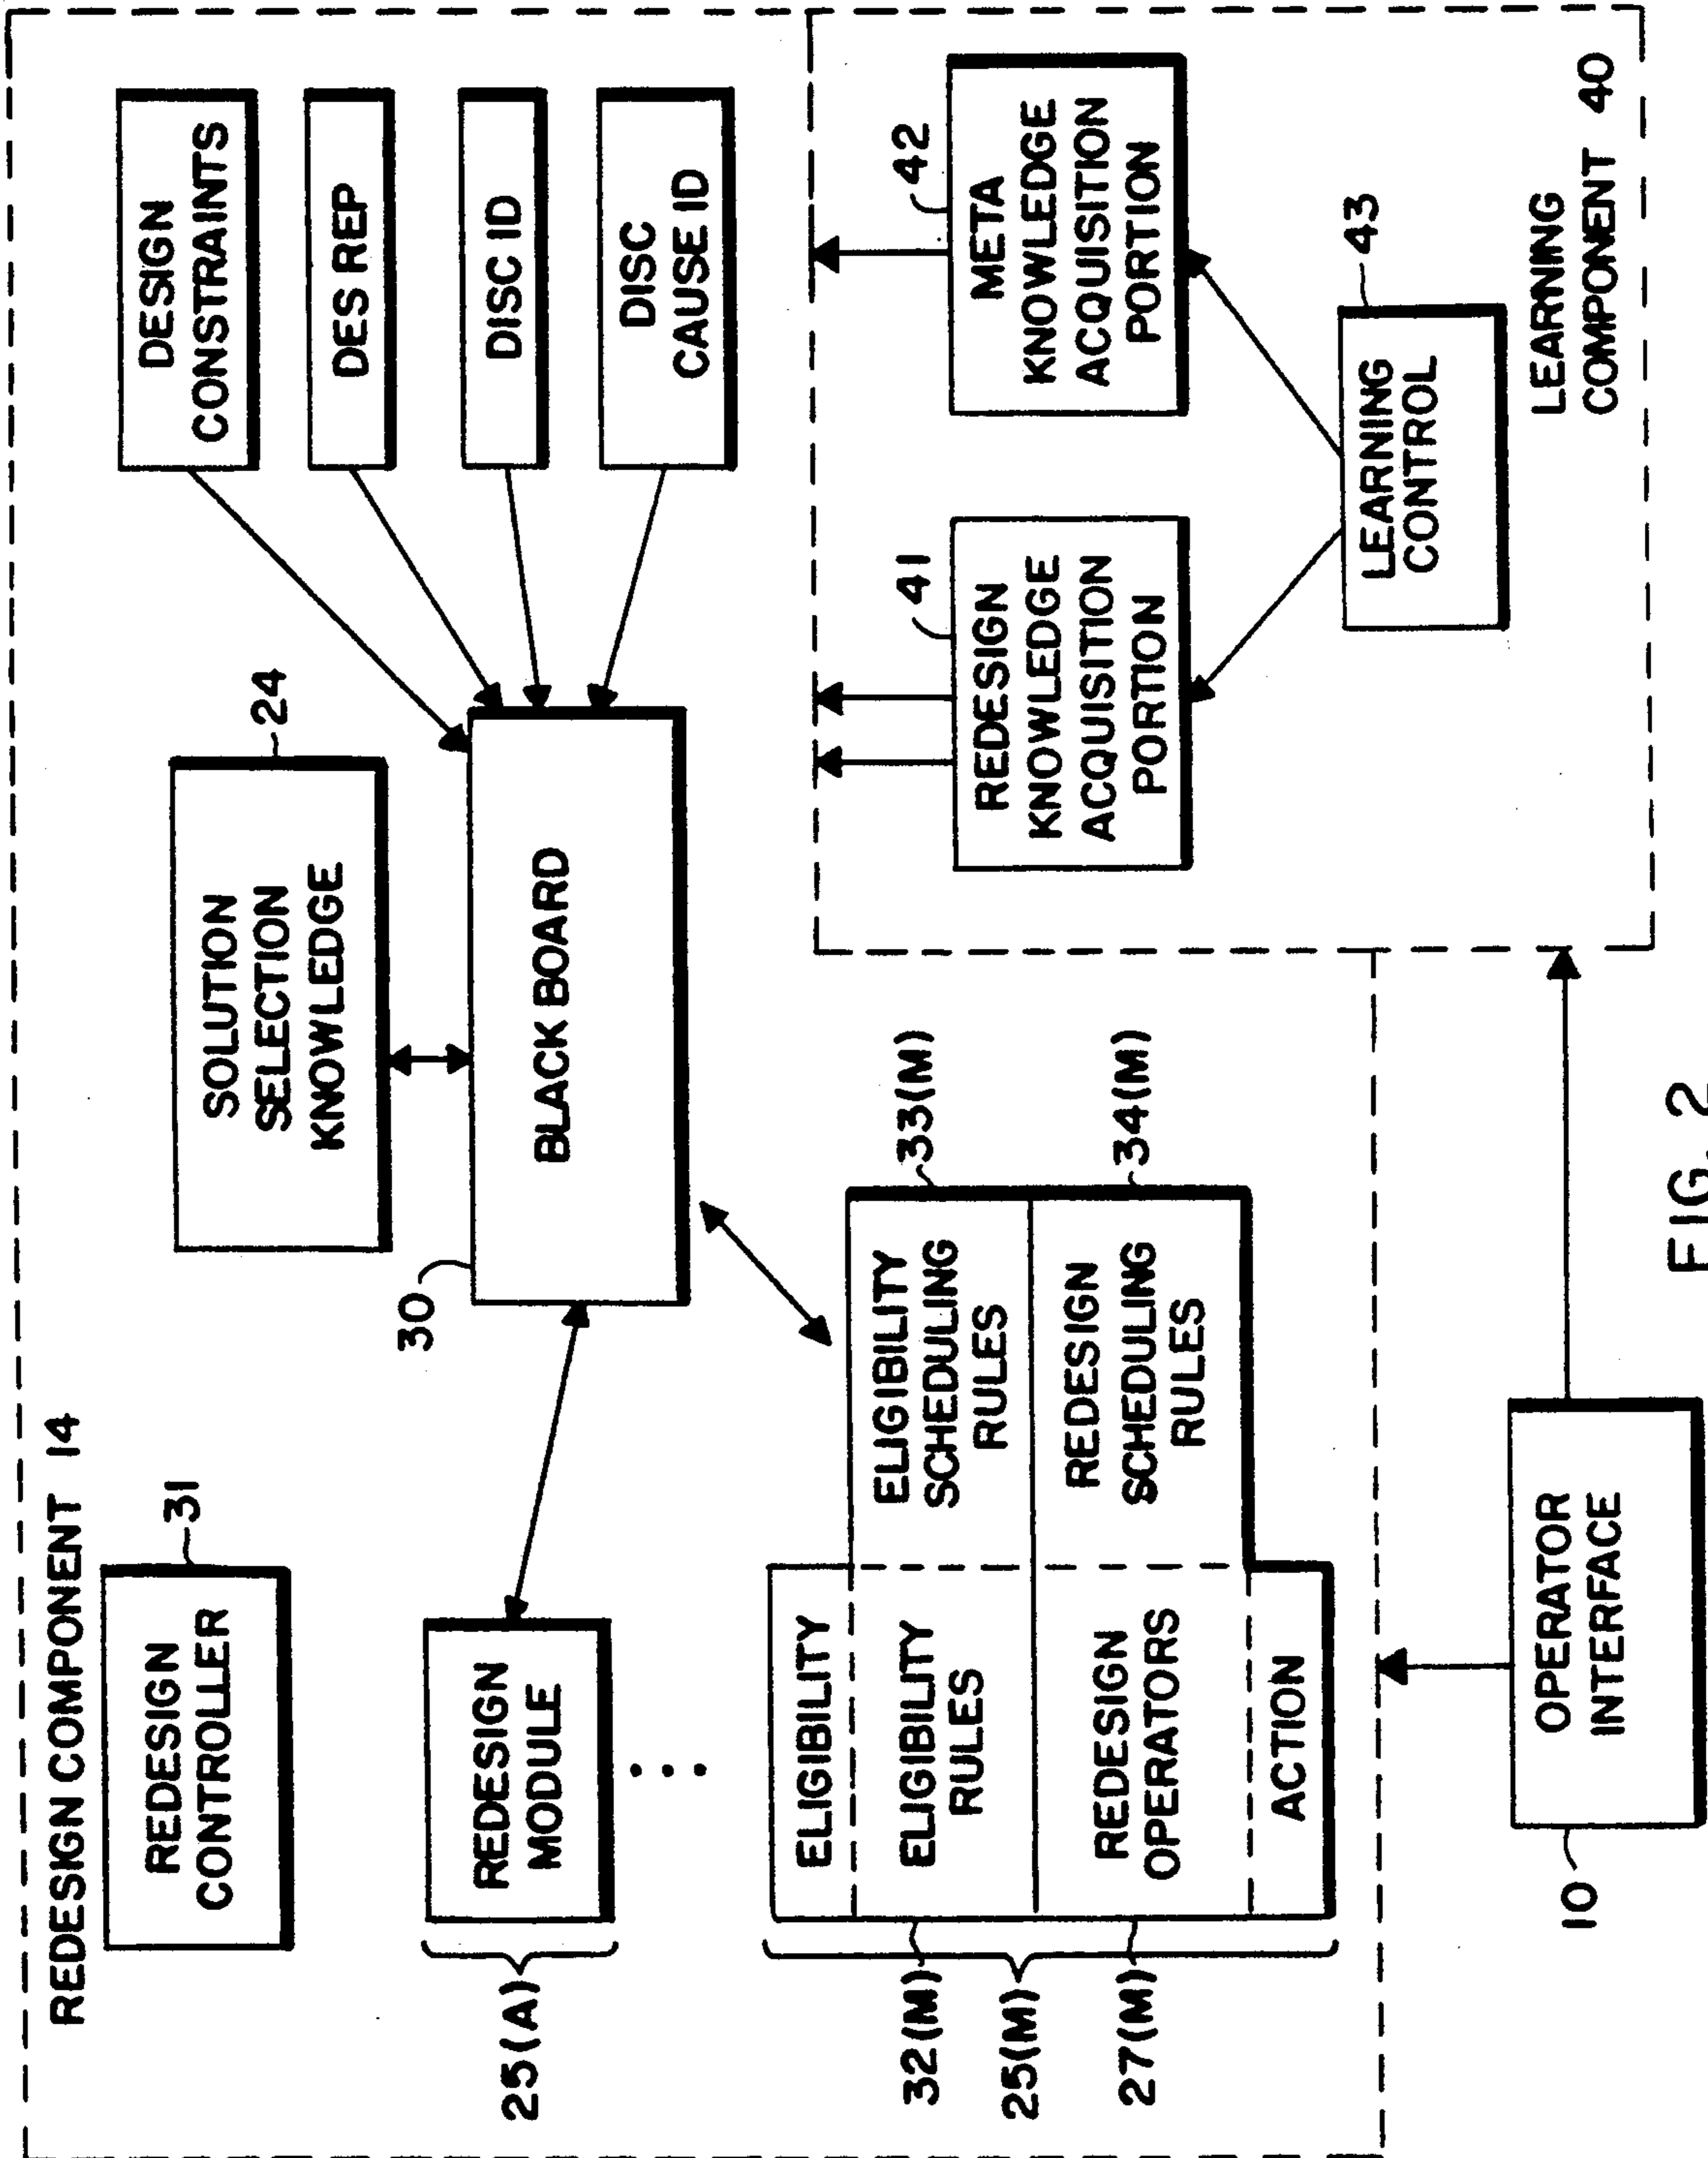 REDESIGN COMPONENT 14
REDESIGN
CONTROLLER
31
SOLUTION
SELECTION
KNOWLEDGE
24
DESIGN
CONSTRAINTS
DES REP
DISC ID
DISC
CAUSE ID
30
BLACK BOARD
25(A)
REDESIGN
MODULE
ELIGIBILITY
32(M)
ELIGIBILITY
RULES
ELIGIBILITY
SCHEDULING
RULES
33(M)
25(M)
27(M)
REDESIGN
OPERATORS
REDESIGN
SCHEDULING
RULES
34(M)
ACTION
41
REDESIGN
KNOWLEDGE
ACQUISITION
PORTION
42
META
KNOWLEDGE
ACQUISITION
PORTION
43
LEARNING
CONTROL
LEARNING
COMPONENT 40
10
OPERATOR
INTERFACE
FIG. 2